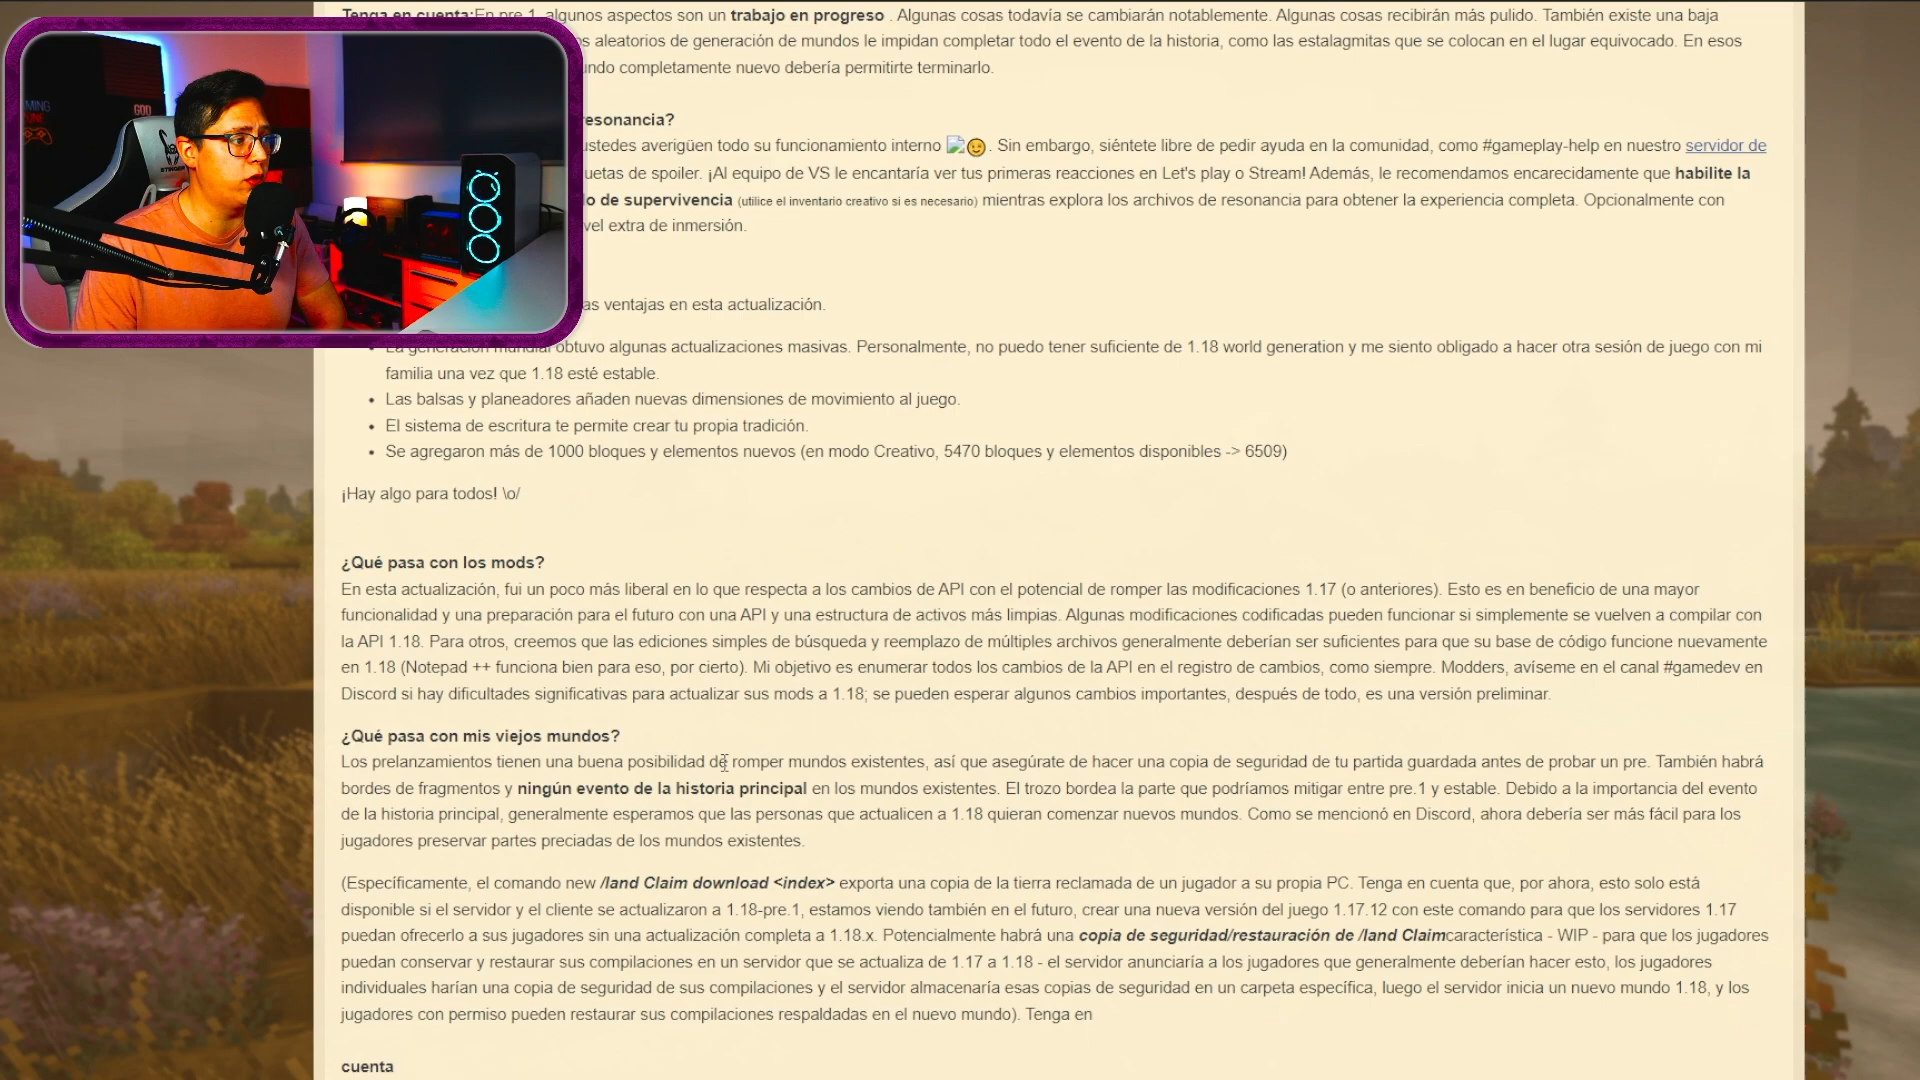 Tenga en cuenta:En pre 1, algunos aspectos son un trabajo en progreso . Algunas cosas todavía se cambiarán notablemente. Algunas cosas recibirán más pulido. También existe una baja
s aleatorios de generación de mundos le impidan completar todo el evento de la historia, como las estalagmitas que se colocan en el lugar equivocado. En esos
undo completamente nuevo debería permitirte terminarlo.
resonancia?
ustedes averigüen todo su funcionamiento interno . Sin embargo, siéntete libre de pedir ayuda en la comunidad, como #gameplay-help en nuestro servidor de
quetas de spoiler. ¡Al equipo de VS le encantaría ver tus primeras reacciones en Let's play o Stream! Además, le recomendamos encarecidamente que habilite la
do de supervivencia (utilice el inventario creativo si es necesario) mientras explora los archivos de resonancia para obtener la experiencia completa. Opcionalmente con
vel extra de inmersión.
as ventajas en esta actualización.
• La generación mundial obtuvo algunas actualizaciones masivas. Personalmente, no puedo tener suficiente de 1.18 world generation y me siento obligado a hacer otra sesión de juego con mi
familia una vez que 1.18 esté estable.
• Las balsas y planeadores añaden nuevas dimensiones de movimiento al juego.
• El sistema de escritura te permite crear tu propia tradición.
• Se agregaron más de 1000 bloques y elementos nuevos (en modo Creativo, 5470 bloques y elementos disponibles -> 6509)
¡Hay algo para todos! \o/
¿Qué pasa con los mods?
En esta actualización, fui un poco más liberal en lo que respecta a los cambios de API con el potencial de romper las modificaciones 1.17 (o anteriores). Esto es en beneficio de una mayor
funcionalidad y una preparación para el futuro con una API y una estructura de activos más limpias. Algunas modificaciones codificadas pueden funcionar si simplemente se vuelven a compilar con
la API 1.18. Para otros, creemos que las ediciones simples de búsqueda y reemplazo de múltiples archivos generalmente deberían ser suficientes para que su base de código funcione nuevamente
en 1.18 (Notepad ++ funciona bien para eso, por cierto). Mi objetivo es enumerar todos los cambios de la API en el registro de cambios, como siempre. Modders, avíseme en el canal #gamedev en
Discord si hay dificultades significativas para actualizar sus mods a 1.18; se pueden esperar algunos cambios importantes, después de todo, es una versión preliminar.
¿Qué pasa con mis viejos mundos?
Los prelanzamientos tienen una buena posibilidad de romper mundos existentes, así que asegúrate de hacer una copia de seguridad de tu partida guardada antes de probar un pre. También habrá
bordes de fragmentos y ningún evento de la historia principal en los mundos existentes. El trozo bordea la parte que podríamos mitigar entre pre.1 y estable. Debido a la importancia del evento
de la historia principal, generalmente esperamos que las personas que actualicen a 1.18 quieran comenzar nuevos mundos. Como se mencionó en Discord, ahora debería ser más fácil para los
jugadores preservar partes preciadas de los mundos existentes.
(Específicamente, el comando new /land Claim download <index> exporta una copia de la tierra reclamada de un jugador a su propia PC. Tenga en cuenta que, por ahora, esto solo está
disponible si el servidor y el cliente se actualizaron a 1.18-pre.1, estamos viendo también en el futuro, crear una nueva versión del juego 1.17.12 con este comando para que los servidores 1.17
puedan ofrecerlo a sus jugadores sin una actualización completa a 1.18.x. Potencialmente habrá una copia de seguridad/restauración de /land Claimcaracterística - WIP - para que los jugadores
puedan conservar y restaurar sus compilaciones en un servidor que se actualiza de 1.17 a 1.18 - el servidor anunciaría a los jugadores que generalmente deberían hacer esto, los jugadores
individuales harían una copia de seguridad de sus compilaciones y el servidor almacenaría esas copias de seguridad en un carpeta específica, luego el servidor inicia un nuevo mundo 1.18, y los
jugadores con permiso pueden restaurar sus compilaciones respaldadas en el nuevo mundo). Tenga en
cuenta